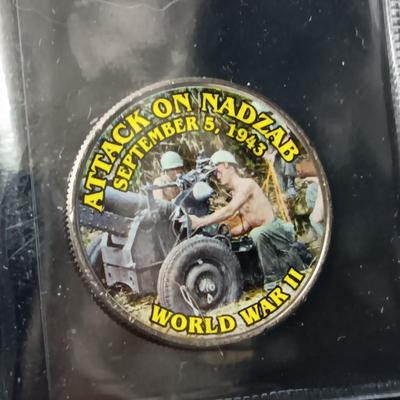 ATTACK ON NADZAB
SEPTEMBER 5, 1943
WORLD WAR II